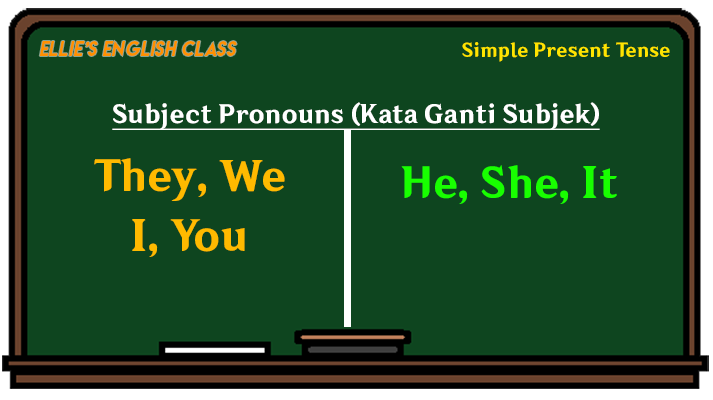 ELLIE'S ENGLISH CLASS
Simple Present Tense
Subject Pronouns (Kata Ganti Subjek)
They, We
I, You
He, She, It